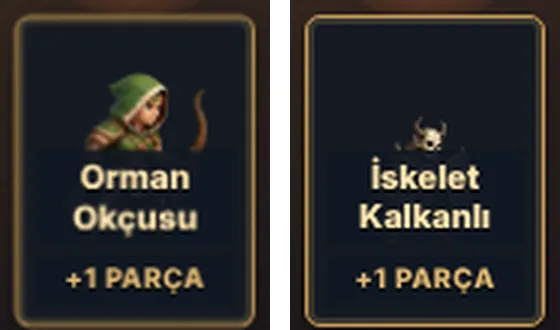 Orman
Okçusu
+1 PARÇA
İskelet
Kalkanlı
+1 PARÇA